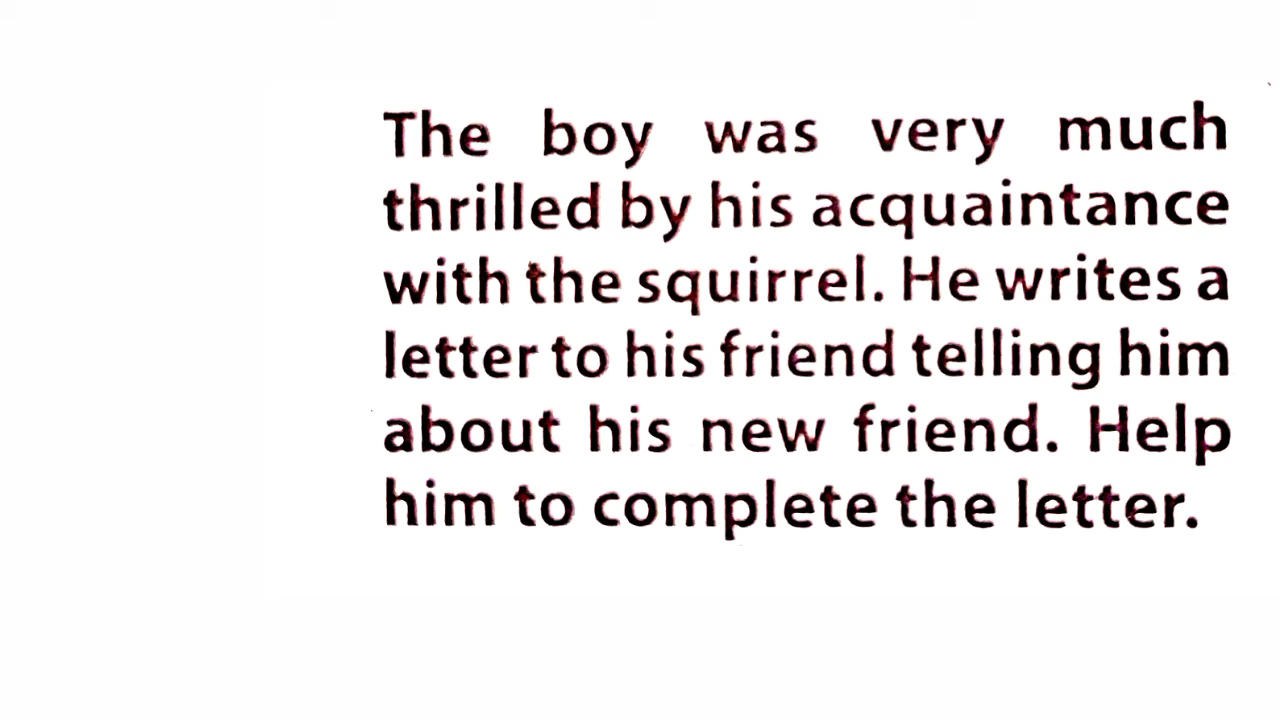 The boy was very much
thrilled by his acquaintance
with the squirrel. He writes a
letter to his friend telling him
about his new friend. Help
him to complete the letter.